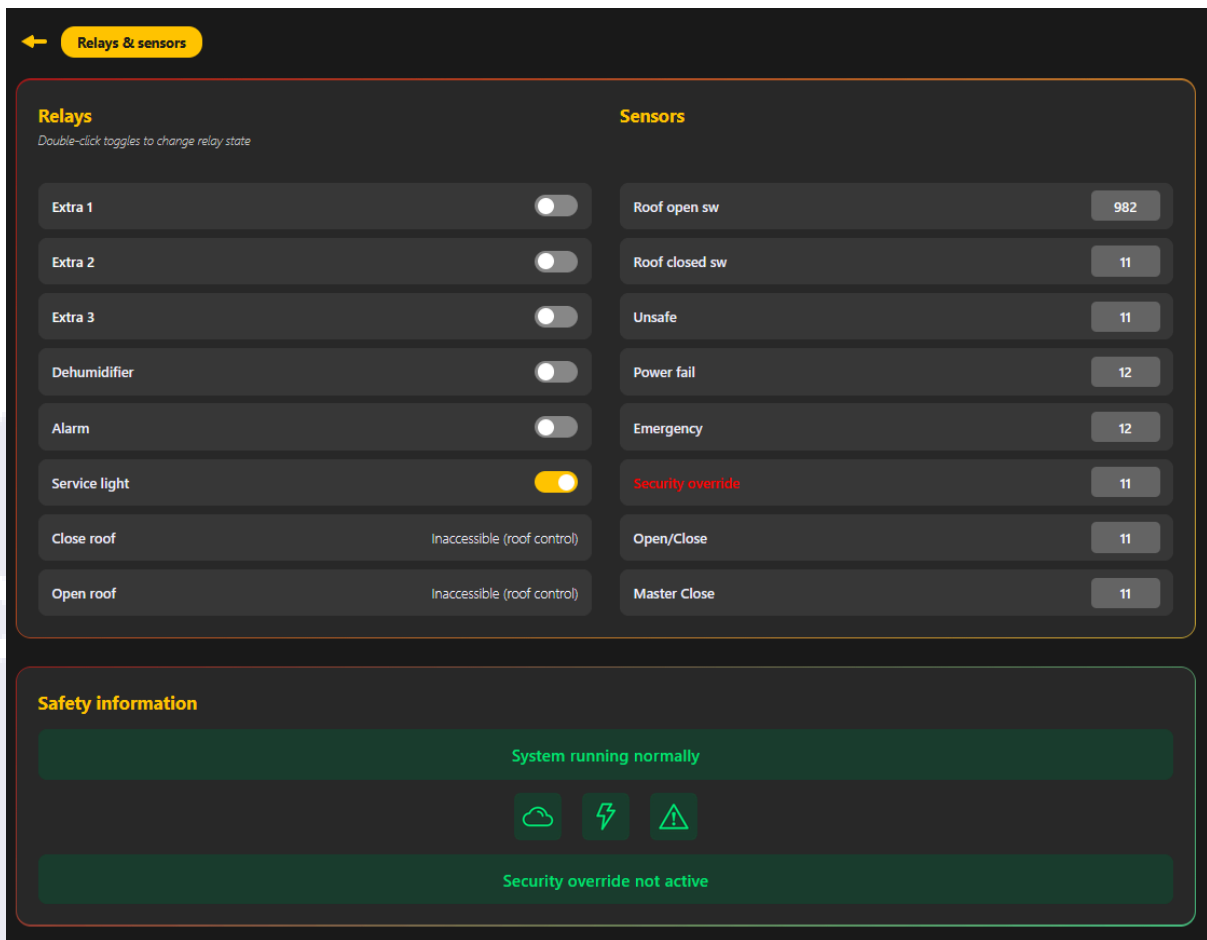 Relays & sensors
Relays
Double-click toggles to change relay state
Extra 1
Extra 2
Extra 3
Dehumidifier
Alarm
Service light
Close roof Inaccessible (roof control)
Open roof Inaccessible (roof control)
Sensors
Roof open sw 982
Roof closed sw 11
Unsafe 11
Power fail 12
Emergency 12
Security override 11
Open/Close 11
Master Close 11
Safety information
System running normally
Security override not active